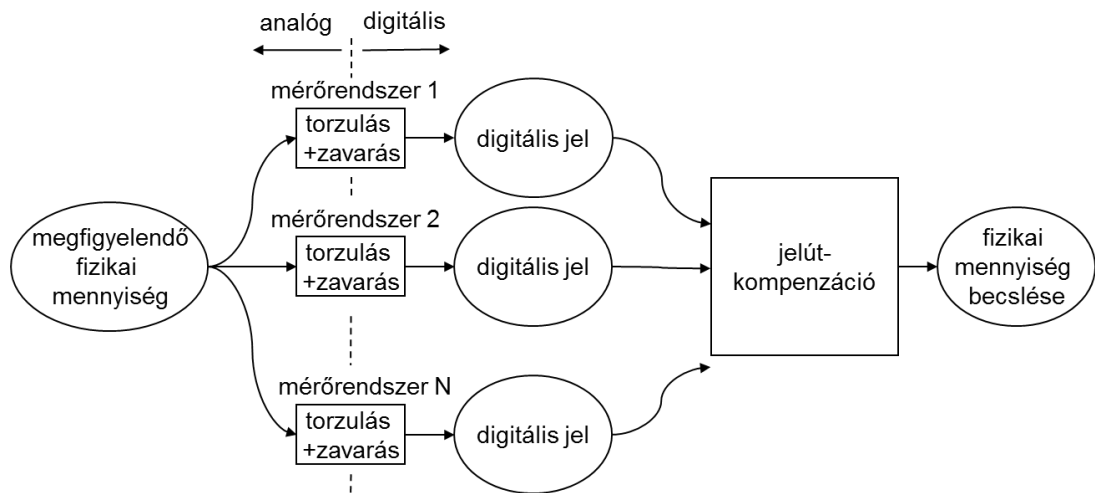 analóg digitális
mérőrendszer 1
torzulás
+zavarás
digitális jel
mérőrendszer 2
torzulás
+zavarás
digitális jel
mérőrendszer N
torzulás
+zavarás
digitális jel
megfigyelendő
fizikai
mennyiség
jelút-
kompenzáció
fizikai
mennyiség
becslése